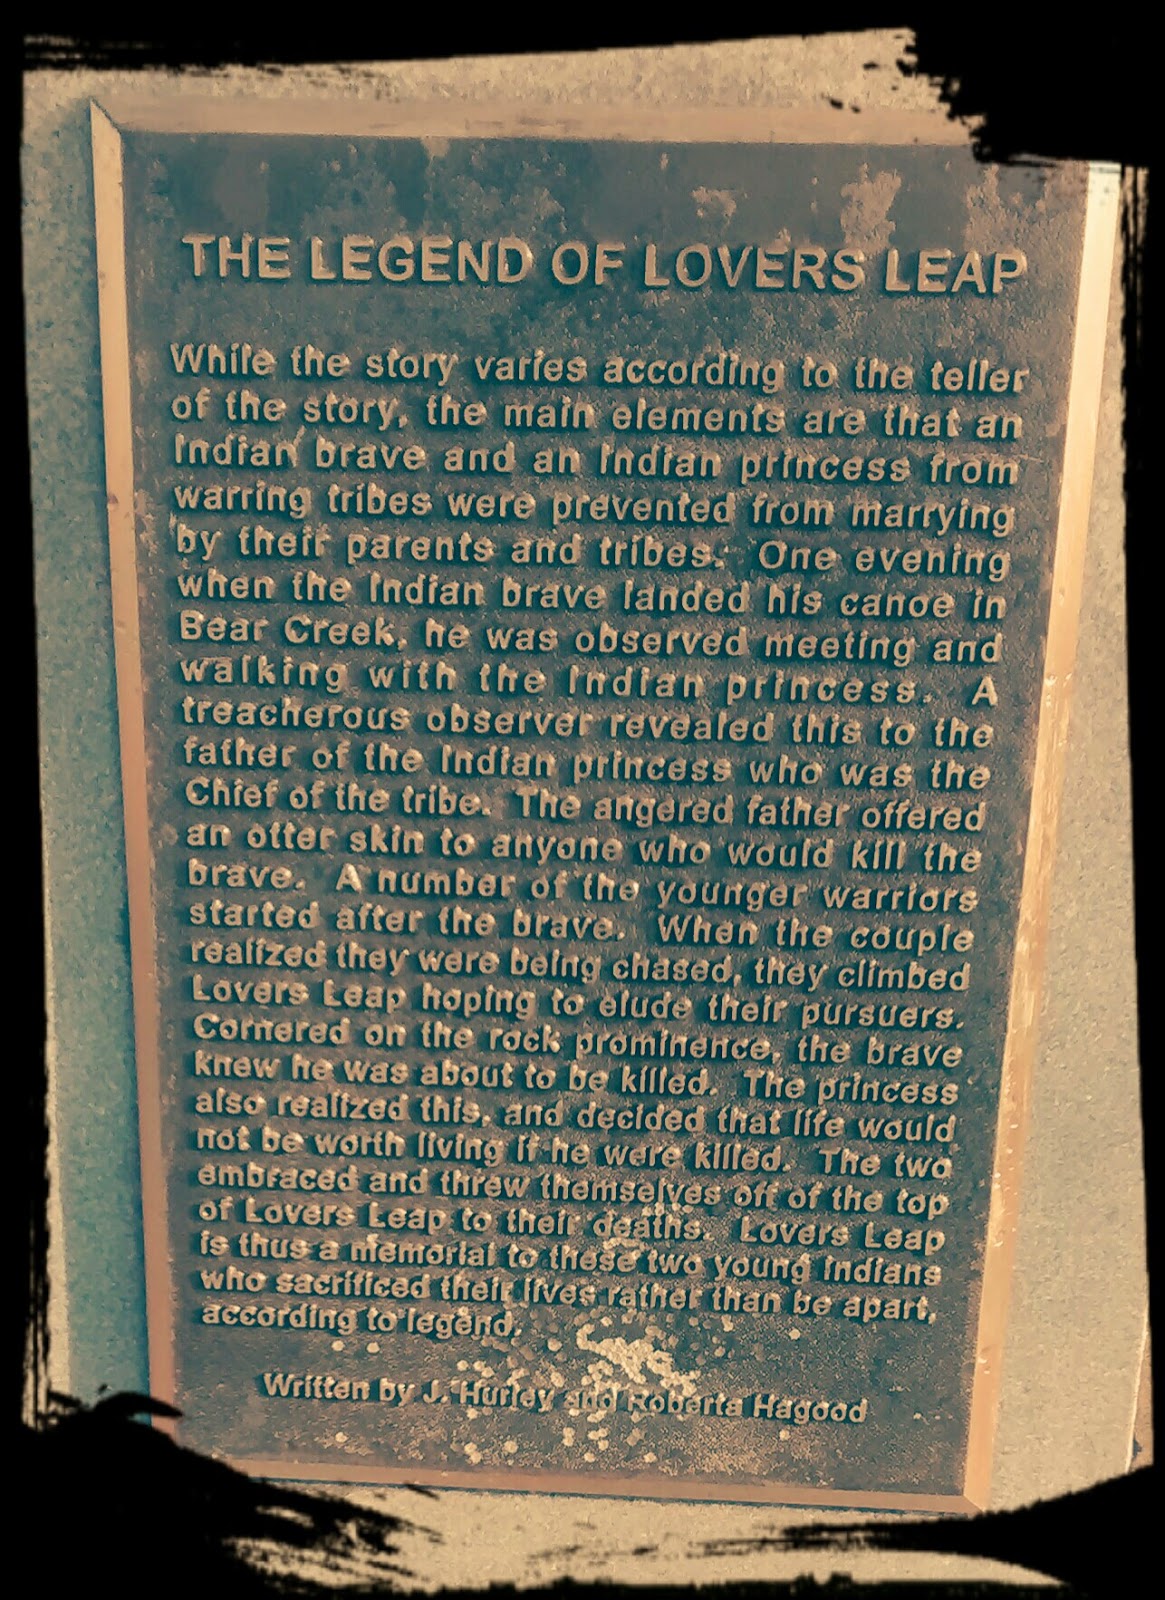 THE LEGEND OF LOVERS LEAP
While the story varies according to the teller
of the story, the main elements are that an
Indian brave and an Indian princess from
warring tribes were prevented from marrying
by their parents and tribes. One evening
when the Indian brave landed his canoe in
Bear Creek, he was observed meeting and
walking with the Indian princess. A
treacherous observer revealed this to the
father of the Indian princess who was the
Chief of the tribe. The angered father offered
an otter skin to anyone who would kill the
brave. A number of the younger warriors
started after the brave. When the couple
realized they were being chased, they climbed
Lovers Leap hoping to elude their pursuers.
Cornered on the rock prominence, the brave
knew he was about to be killed. The princess
also realized this, and decided that life would
not be worth living if he were killed. The two
embraced and threw themselves off of the top
of Lovers Leap to their deaths. Lovers Leap
is thus a memorial to these two young Indians
who sacrificed their lives rather than be apart,
according to legend.
Written by J. Hurley and Roberta Hagood